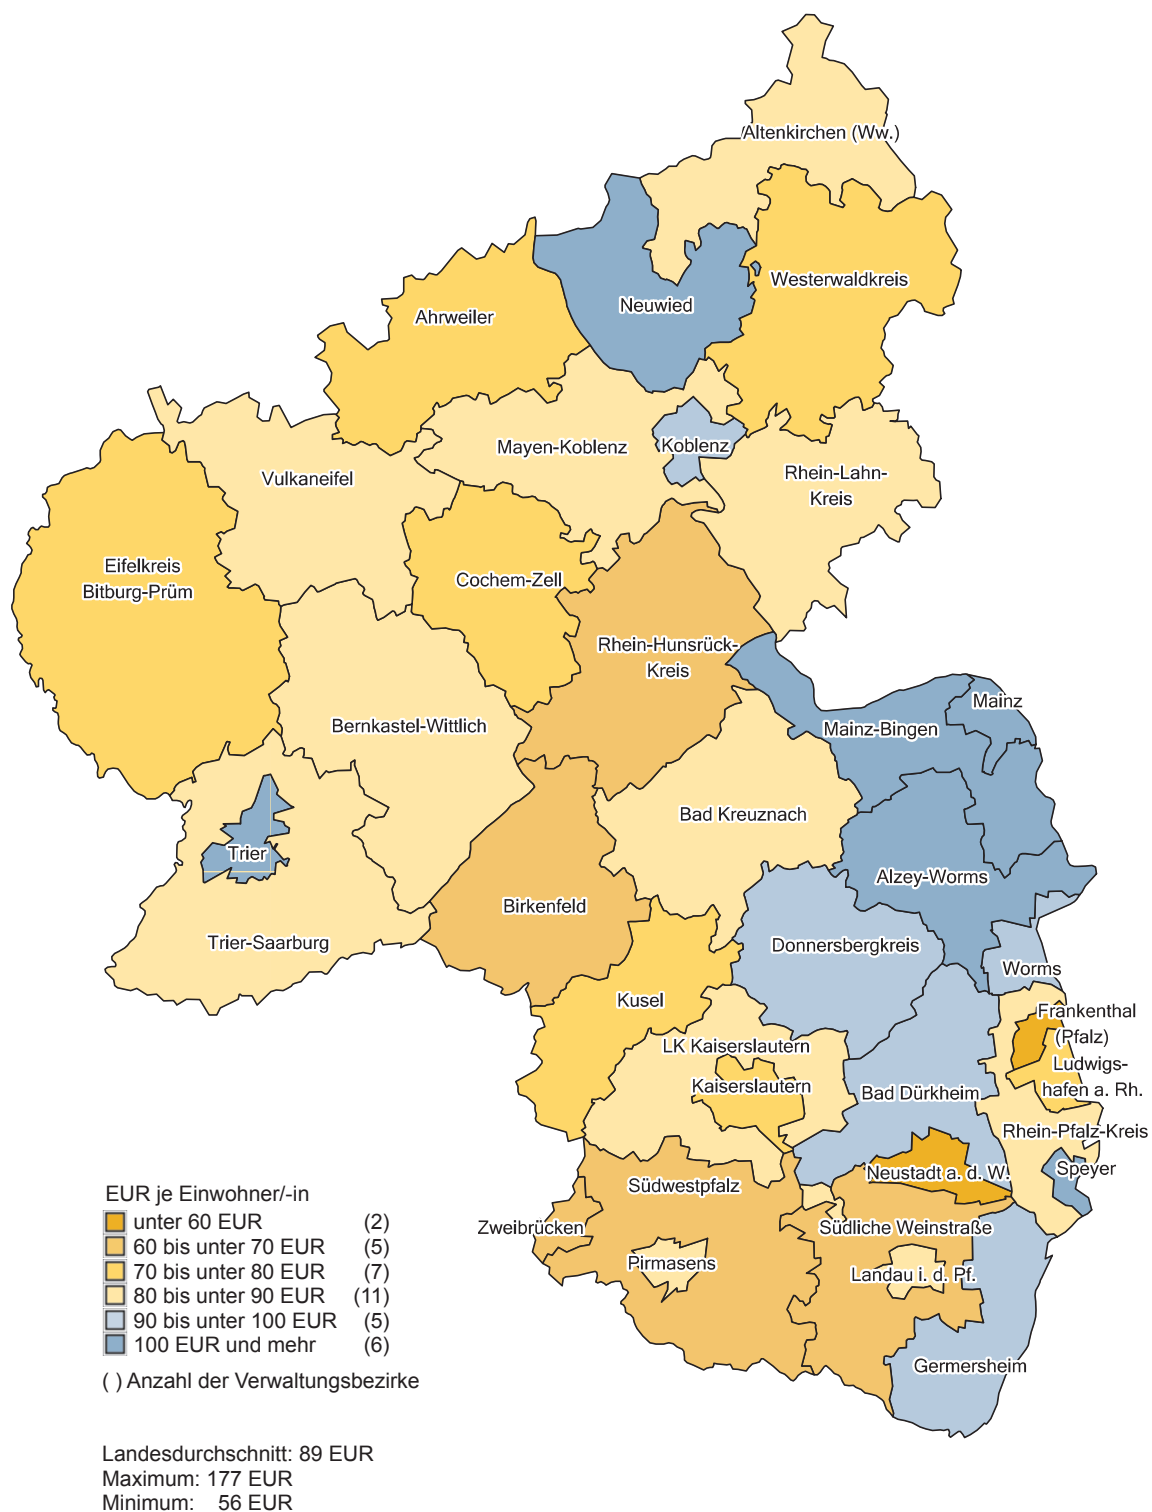 Altenkirchen (Ww.)
Westerwaldkreis
Neuwied
Ahrweiler
Mayen-Koblenz
Koblenz
Rhein-Lahn-
Kreis
Vulkaneifel
Eifelkreis
Bitburg-Prüm
Cochem-Zell
Rhein-Hunsrück-
Kreis
Mainz
Mainz-Bingen
Bernkastel-Wittlich
Bad Kreuznach
Trier
Alzey-Worms
Birkenfeld
Trier-Saarburg
Donnersbergkreis
Worms
Kusel
Frankenthal
(Pfalz)
LK Kaiserslautern
Ludwigs-
hafen a. Rh.
Kaiserslautern
Bad Dürkheim
Rhein-Pfalz-Kreis
Speyer
Neustadt a. d. W.
Südwestpfalz
Zweibrücken
Südliche Weinstraße
Pirmasens
Landau i. d. Pf.
Germersheim
EUR je Einwohner/-in
unter 60 EUR (2)
60 bis unter 70 EUR (5)
70 bis unter 80 EUR (7)
80 bis unter 90 EUR (11)
90 bis unter 100 EUR (5)
100 EUR und mehr (6)
( ) Anzahl der Verwaltungsbezirke
Landesdurchschnitt: 89 EUR
Maximum: 177 EUR
Minimum: 56 EUR